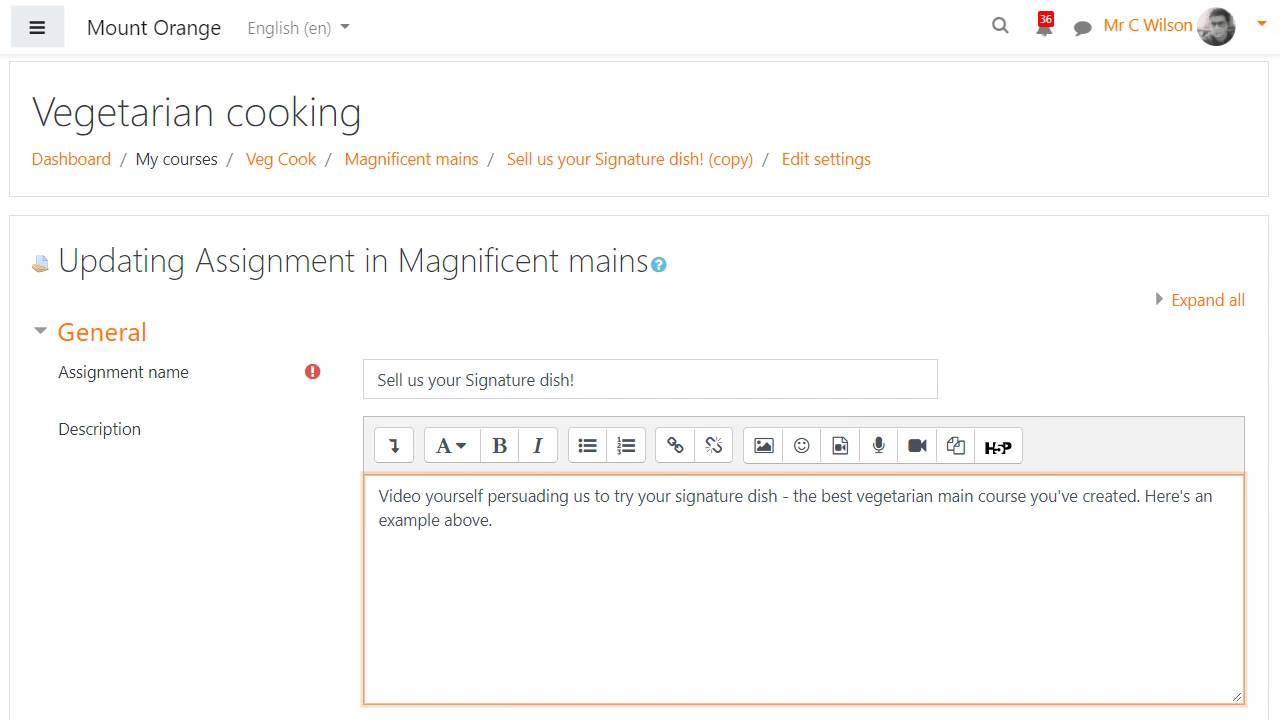 Mount Orange English (en) 36 Mr C Wilson
Vegetarian cooking
Dashboard / My courses / Veg Cook / Magnificent mains / Sell us your Signature dish! (copy) / Edit settings
Updating Assignment in Magnificent mains ?
Expand all
General
Assignment name ! Sell us your Signature dish!
Description
A B I H5P
Video yourself persuading us to try your signature dish - the best vegetarian main course you've created. Here's an
example above.